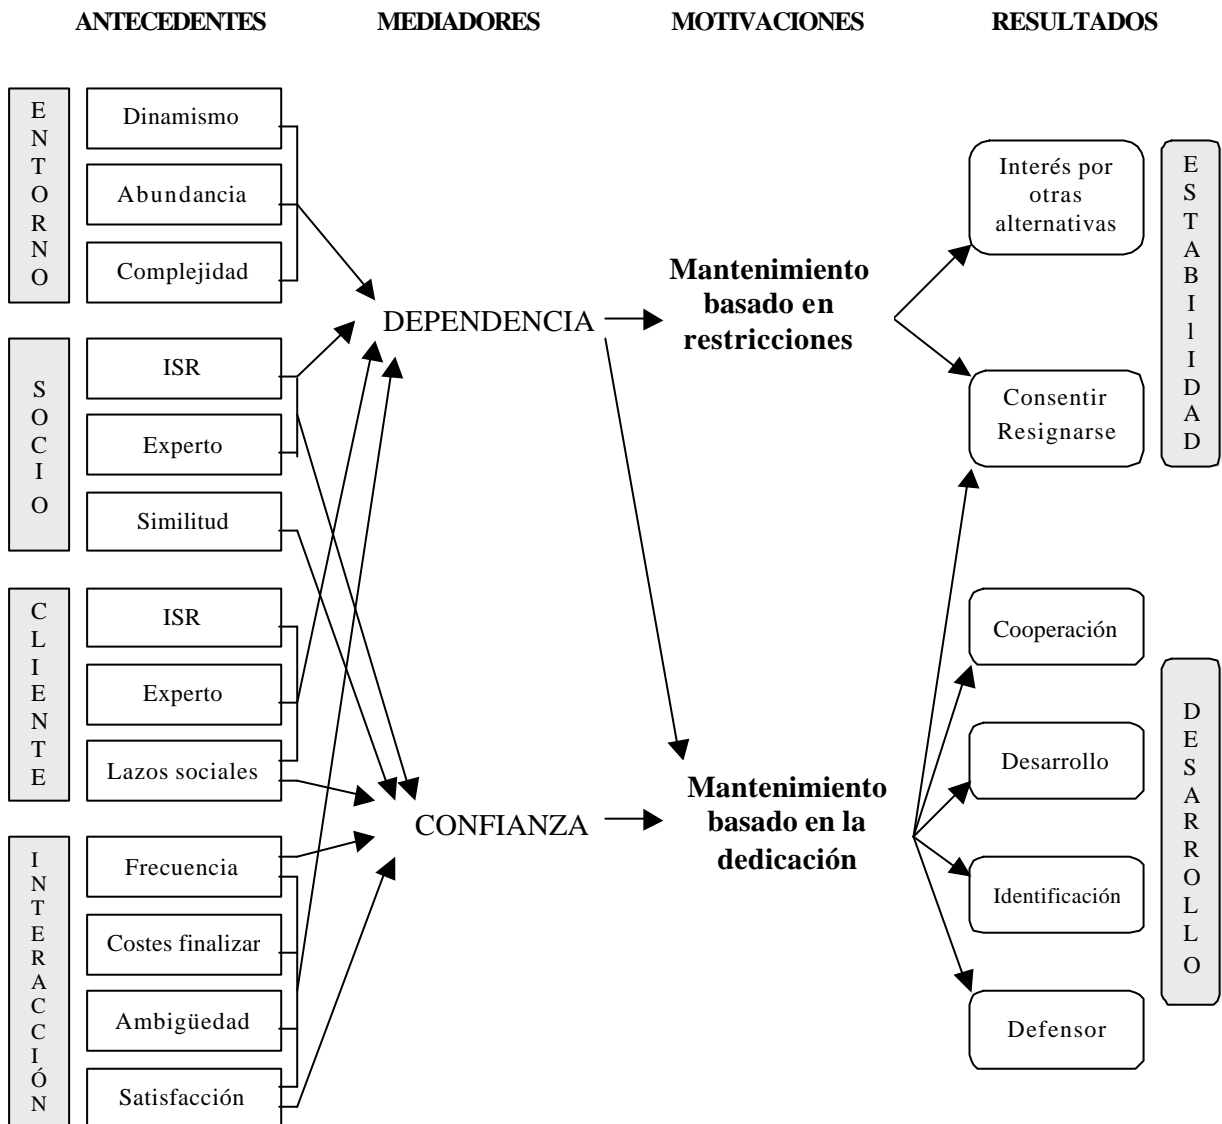 ANTECEDENTES
MEDIADORES
MOTIVACIONES
RESULTADOS
ENTORNO
Dinamismo
Abundancia
Complejidad
SOCIO
ISR
Experto
Similitud
CLIENTE
ISR
Experto
Lazos sociales
INTERACCIÓN
Frecuencia
Costes finalizar
Ambigüedad
Satisfacción
DEPENDENCIA
CONFIANZA
Mantenimiento
basado en
restricciones
Mantenimiento
basado en la
dedicación
Interés por
otras
alternativas
Consentir
Resignarse
ESTABIlIDAD
Cooperación
Desarrollo
Identificación
Defensor
DESARROLLO